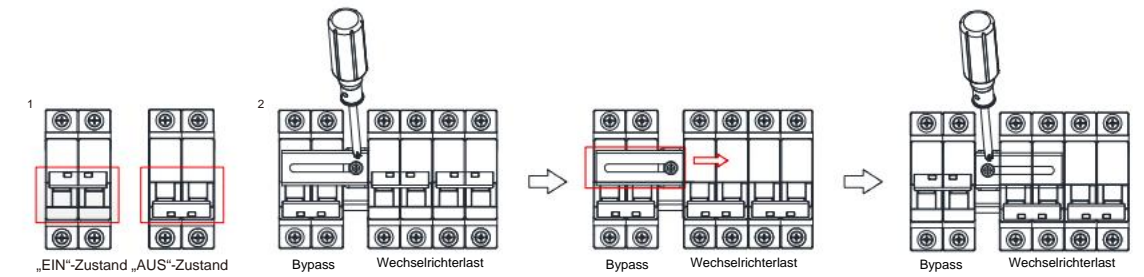 1
2
„EIN“-Zustand „AUS“-Zustand
Bypass Wechselrichterlast
Bypass Wechselrichterlast
Bypass Wechselrichterlast